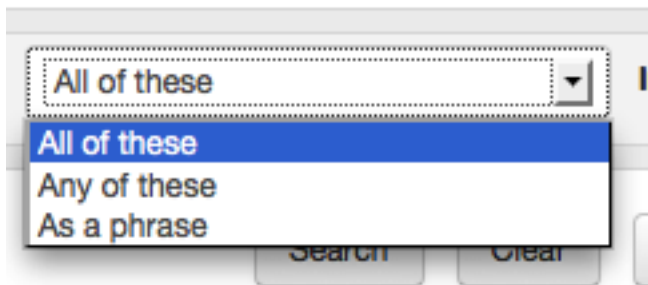 All of these
All of these
Any of these
As a phrase
Search Clear